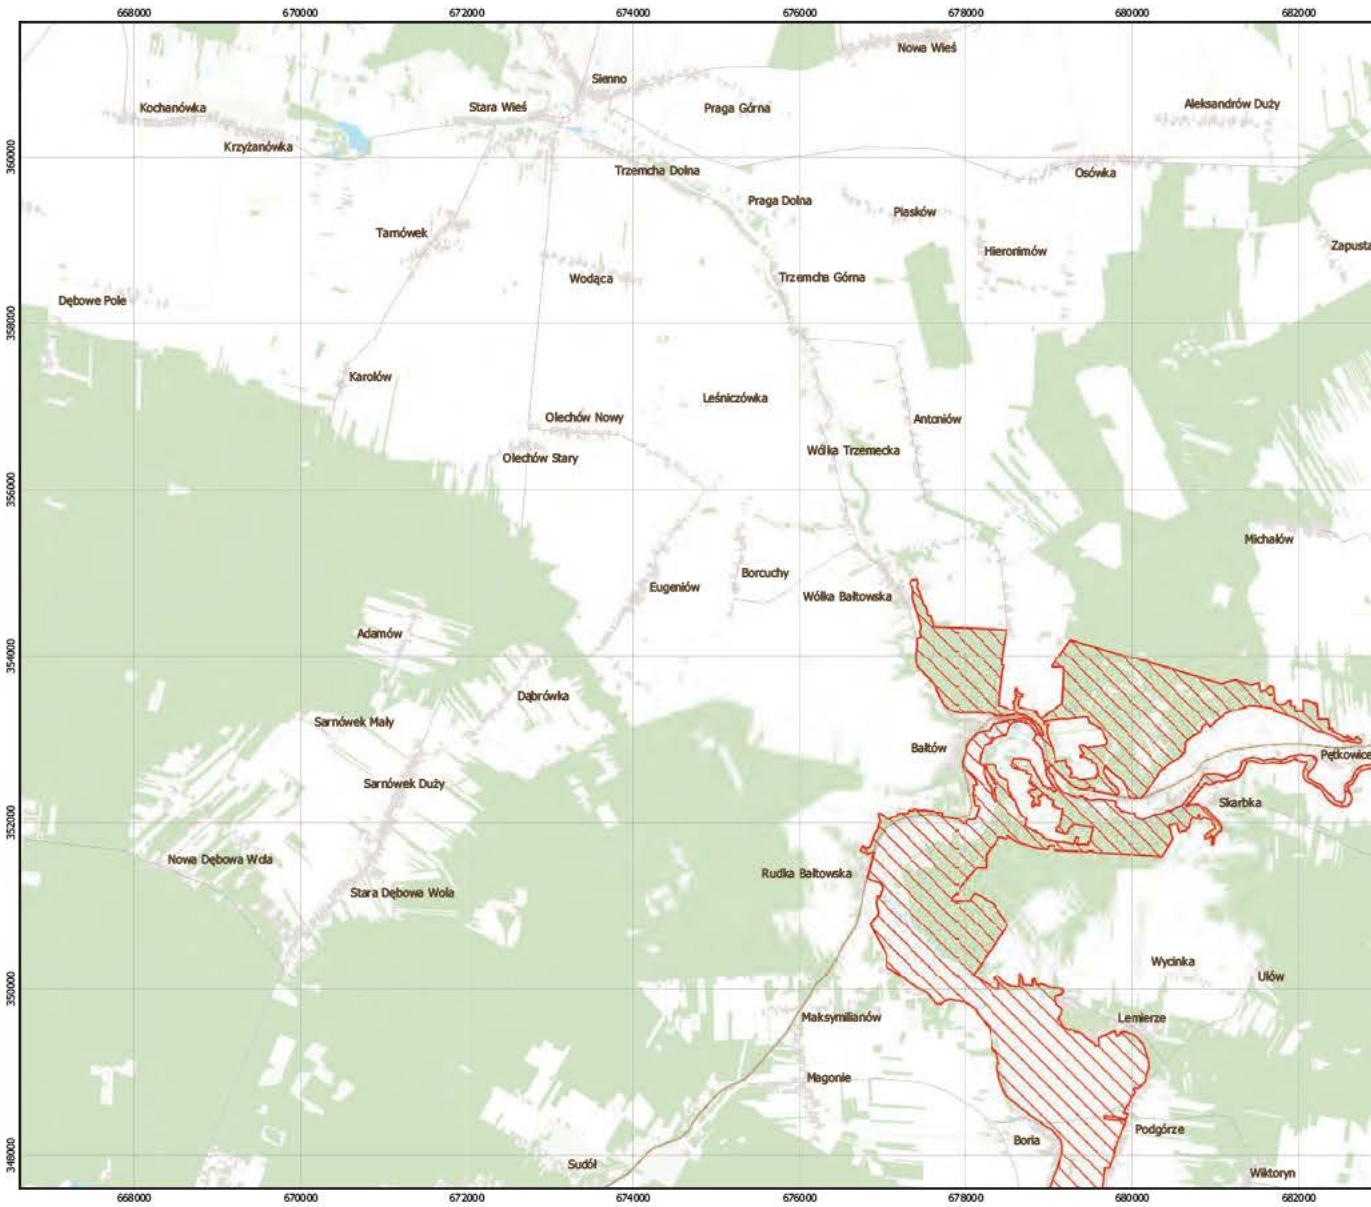 668000 670000 672000 674000 676000 678000 680000 682000
Nowa Wieś
Sienno
Kochanówka
Stara Wieś
Praga Górna
Aleksandrów Duży
Krzyżanówka
360000
Trzemcha Dolna
Osówka
Praga Dolna
Piasków
Tarnówek
Hieronimów
Zapusta
Wodąca
Trzemcha Górna
Dębowe Pole
358000
Karolów
Leśniczówka
Olechów Nowy
Antoniów
Olechów Stary
Wólka Trzemecka
356000
Michałów
Borcuchy
Eugeniów
Wólka Bałtowska
Adamów
354000
Dąbrówka
Sarnówek Mały
Bałtów
Pętkowice
Sarnówek Duży
Skarbka
352000
Nowa Dębowa Wola
Rudka Bałtowska
Stara Dębowa Wola
Wycinka
Ulów
350000
Maksymilianów
Lemierze
Magonie
Podgórze
Boria
348000
Sudół
Wiktoryn
668000 670000 672000 674000 676000 678000 680000 682000